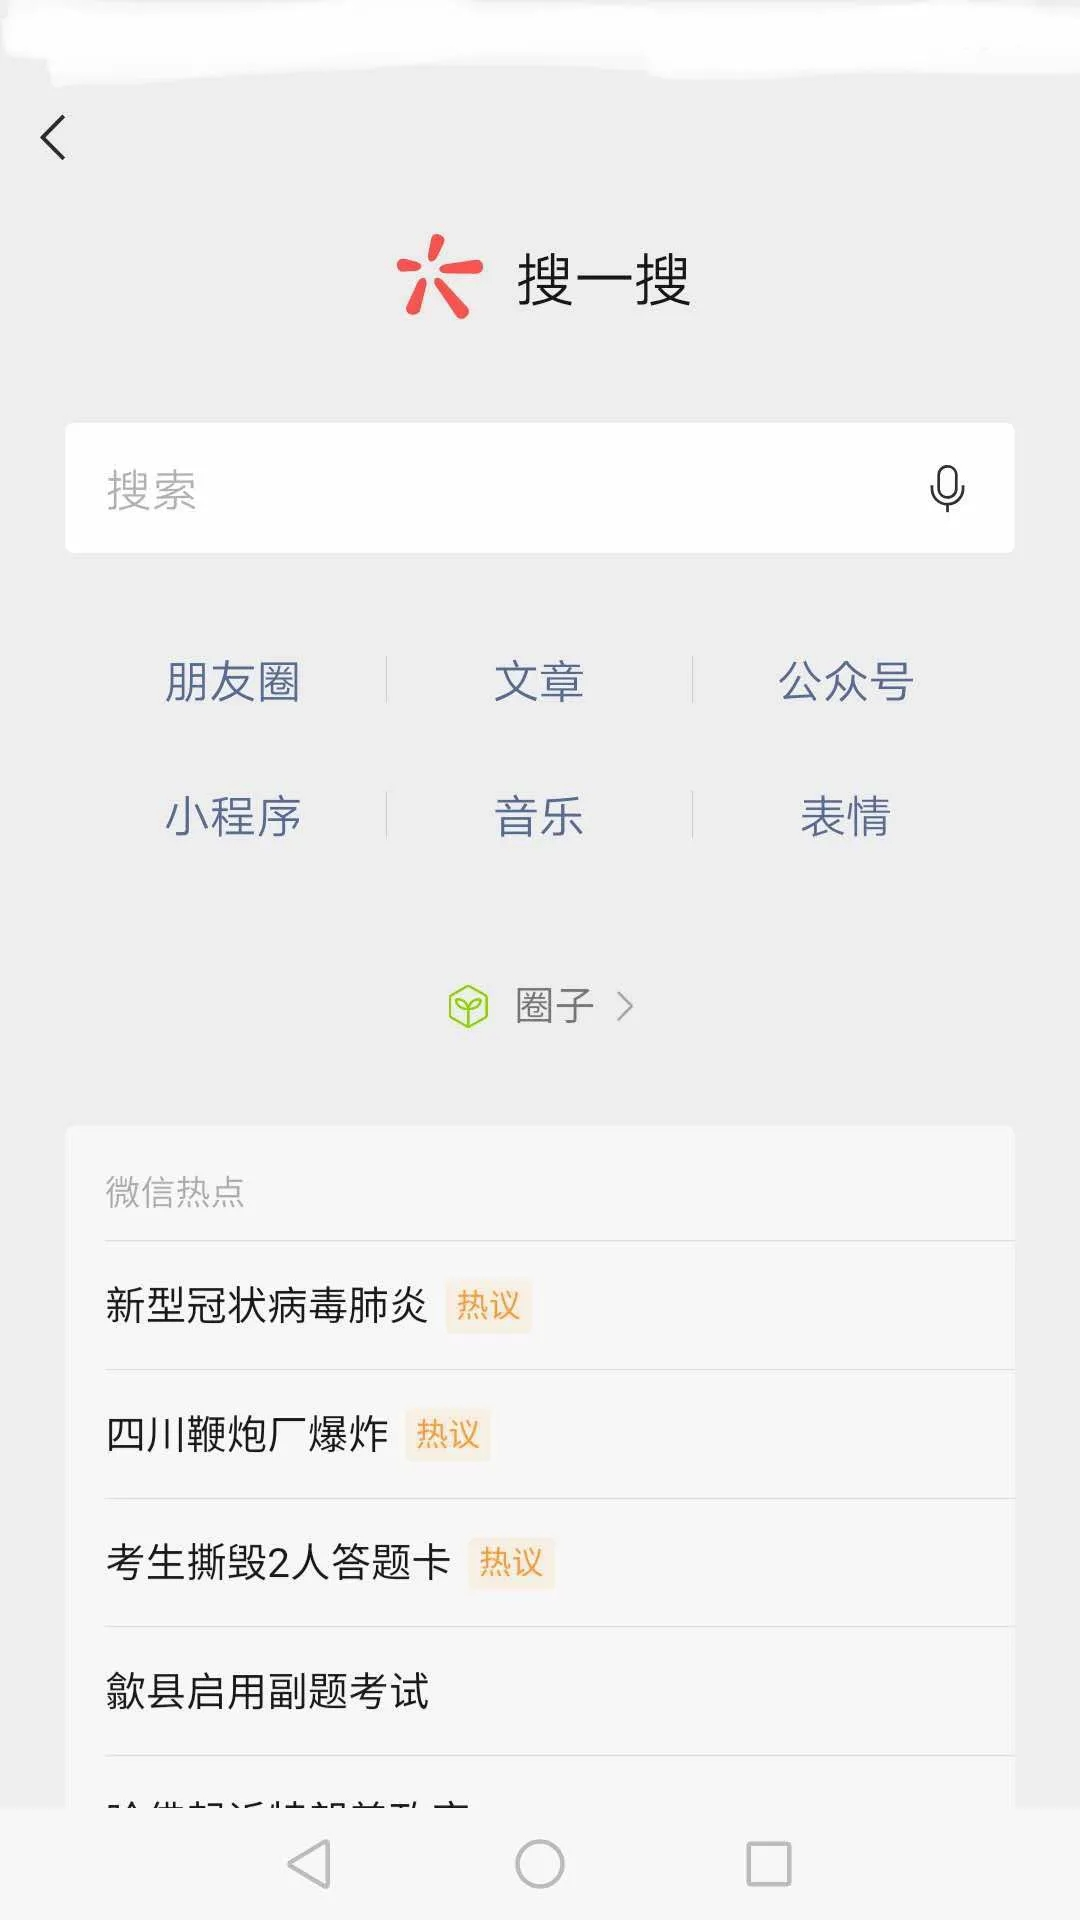 搜一搜
搜索
朋友圈 文章 公众号
小程序 音乐 表情
圈子
微信热点
新型冠状病毒肺炎 热议
四川鞭炮厂爆炸 热议
考生撕毁2人答题卡 热议
歙县启用副题考试